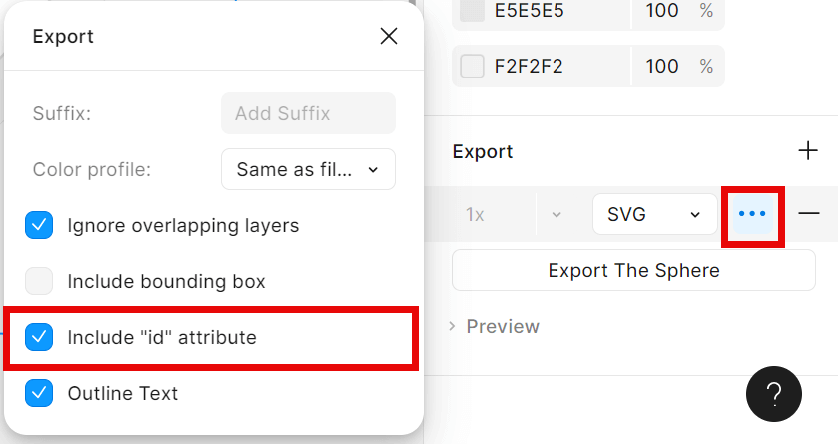 Export
Suffix:
Add Suffix
Color profile:
Same as fil...
Ignore overlapping layers
Include bounding box
Include "id" attribute
Outline Text
E5E5E5 100 %
F2F2F2 100 %
Export
1x
SVG
Export The Sphere
Preview
?